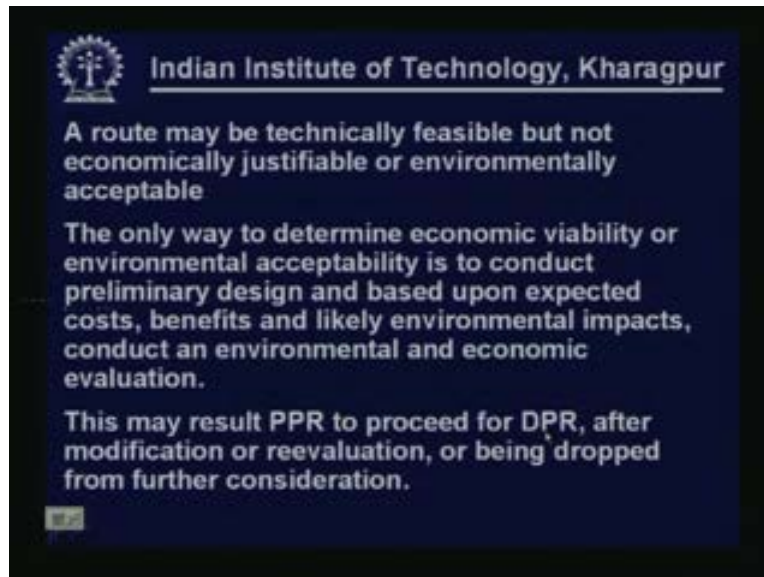 Indian Institute of Technology, Kharagpur
A route may be technically feasible but not
economically justifiable or environmentally
acceptable
The only way to determine economic viability or
environmental acceptability is to conduct
preliminary design and based upon expected
costs, benefits and likely environmental impacts,
conduct an environmental and economic
evaluation.
This may result PPR to proceed for DPR, after
modification or reevaluation, or being dropped
from further consideration.